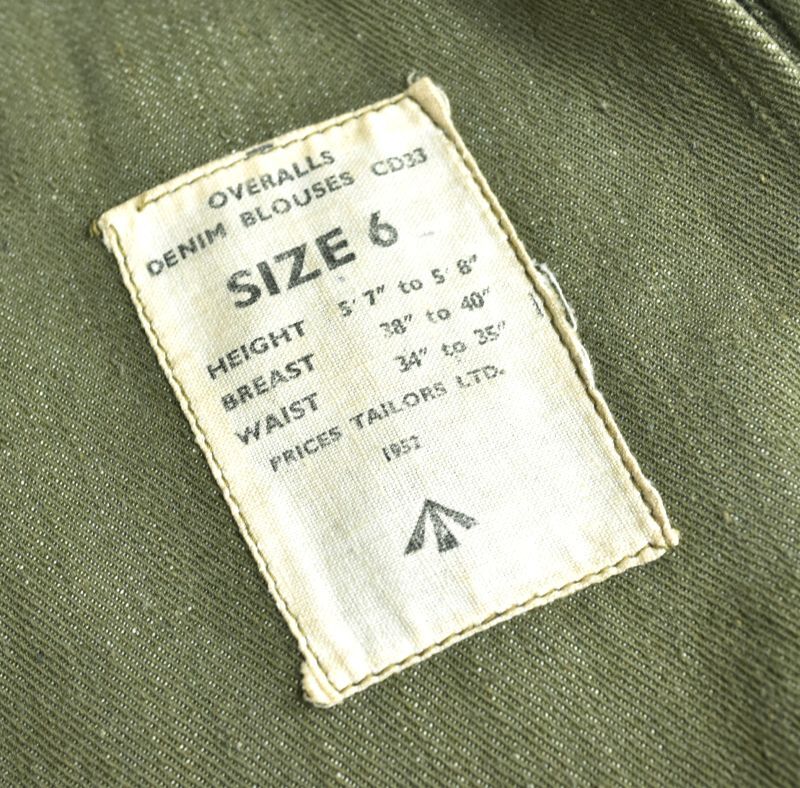 OVERALLS
DENIM BLOUSES CD33
SIZE 6
HEIGHT 5' 7" to 5' 8"
BREAST 38" to 40"
WAIST 34" to 35"
PRICES TAILORS LTD.
1952